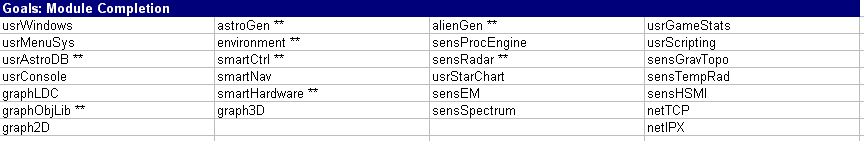 Goals: Module Completion
usrWindows astroGen ** alienGen ** usrGameStats
usrMenuSys environment ** sensProcEngine usrScripting
usrAstroDB ** smartCtrl ** sensRadar ** sensGravTopo
usrConsole smartNav usrStarChart sensTempRad
graphLDC smartHardware ** sensEM sensHSMI
graphObjLib ** graph3D sensSpectrum netTCP
graph2D netIPX